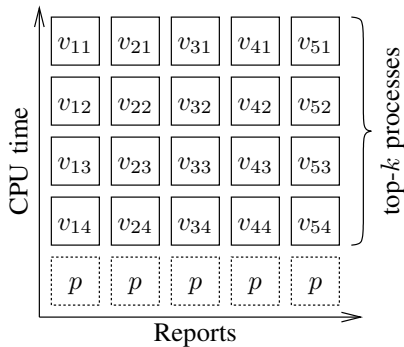 v11 v21 v31 v41 v51
v12 v22 v32 v42 v52
v13 v23 v33 v43 v53
v14 v24 v34 v44 v54
p p p p p
CPU time
Reports
top-k processes